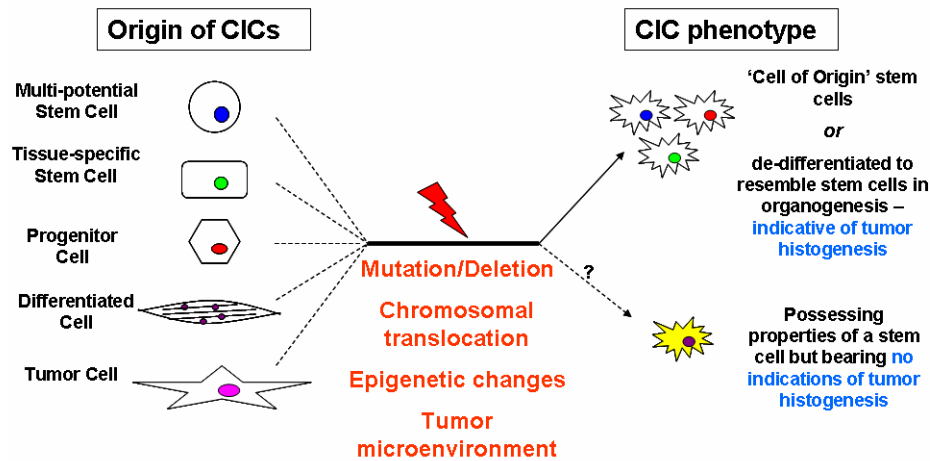 Origin of CICs
Multi-potential
Stem Cell
Tissue-specific
Stem Cell
Progenitor
Cell
Differentiated
Cell
Tumor Cell
Mutation/Deletion
Chromosomal
translocation
Epigenetic changes
Tumor
microenvironment
?
CIC phenotype
‘Cell of Origin’ stem
cells
or
de-differentiated to
resemble stem cells in
organogenesis –
indicative of tumor
histogenesis
Possessing
properties of a stem
cell but bearing no
indications of tumor
histogenesis